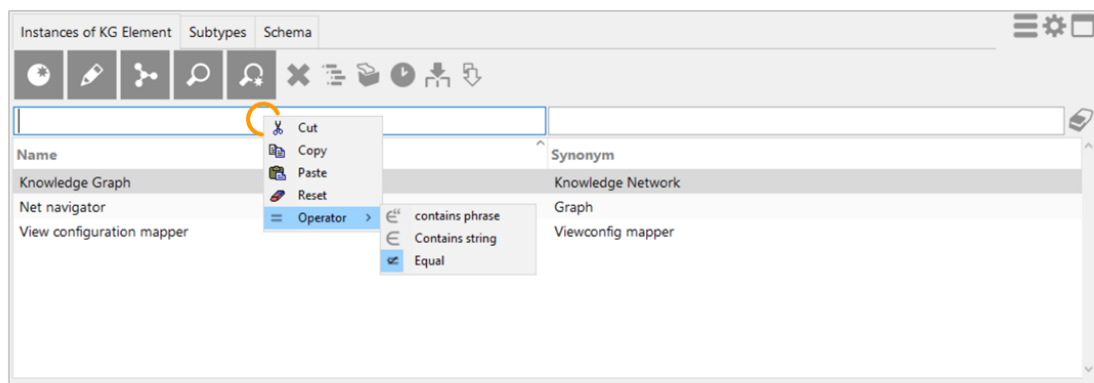 Instances of KG Element Subtypes Schema
Cut
Name Synonym
Copy
Paste
Knowledge Graph Knowledge Network
Reset
Net navigator Graph
Operator > contains phrase
View configuration mapper Viewconfig mapper
Contains string
Equal